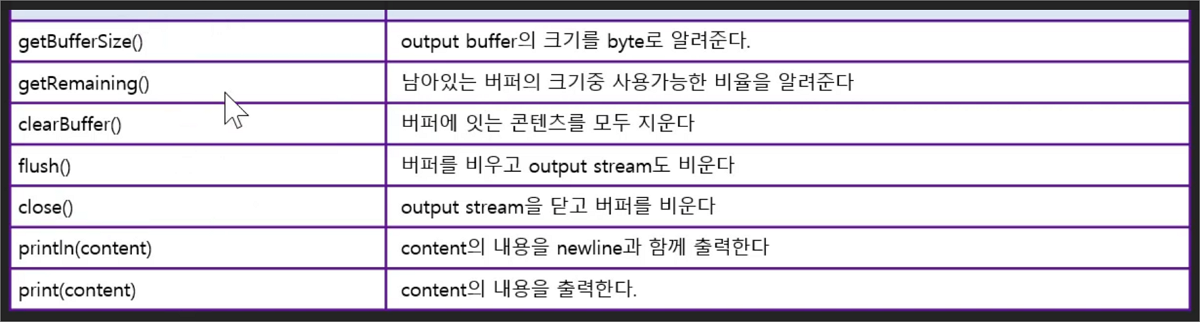 getBufferSize() output buffer의 크기를 byte로 알려준다.
getRemaining() 남아있는 버퍼의 크기중 사용가능한 비율을 알려준다
clearBuffer() 버퍼에 잇는 콘텐츠를 모두 지운다
flush() 버퍼를 비우고 output stream도 비운다
close() output stream을 닫고 버퍼를 비운다
println(content) content의 내용을 newline과 함께 출력한다
print(content) content의 내용을 출력한다.